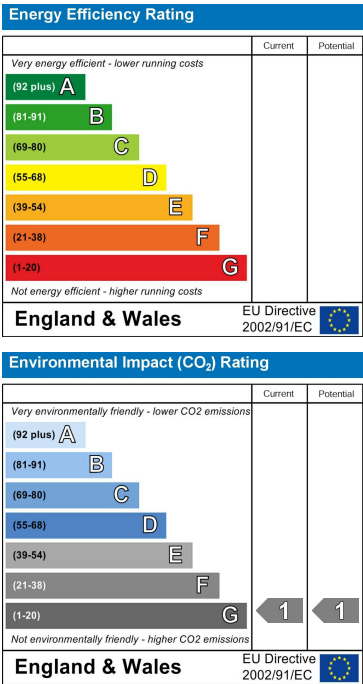 Energy Efficiency Rating
Current Potential
Very energy efficient - lower running costs
(92 plus) A
(81-91) B
(69-80) C
(55-68) D
(39-54) E
(21-38) F
(1-20) G
Not energy efficient - higher running costs
England & Wales
EU Directive
2002/91/EC
Environmental Impact (CO₂) Rating
Current Potential
Very environmentally friendly - lower CO2 emissions
(92 plus) A
(81-91) B
(69-80) C
(55-68) D
(39-54) E
(21-38) F
(1-20) G 1 1
Not environmentally friendly - higher CO2 emissions
England & Wales
EU Directive
2002/91/EC